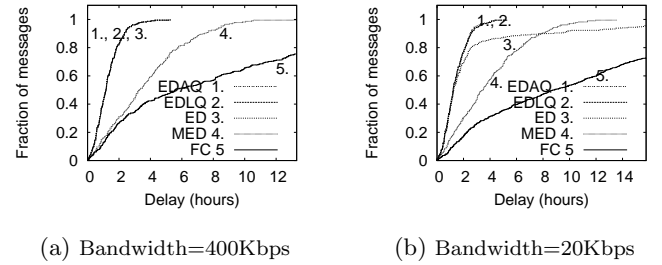 Fraction of messages
1
0.8
0.6
0.4
0.2
0
1., 2., 3.
4.
5.
EDAQ 1.
EDLQ 2.
ED 3.
MED 4.
FC 5
0 2 4 6 8 10 12
Delay (hours)
(a) Bandwidth=400Kbps
Fraction of messages
1
0.8
0.6
0.4
0.2
0
1., 2.
3.
4.
5.
EDAQ 1.
EDLQ 2.
ED 3.
MED 4.
FC 5
0 2 4 6 8 10 12 14
Delay (hours)
(b) Bandwidth=20Kbps